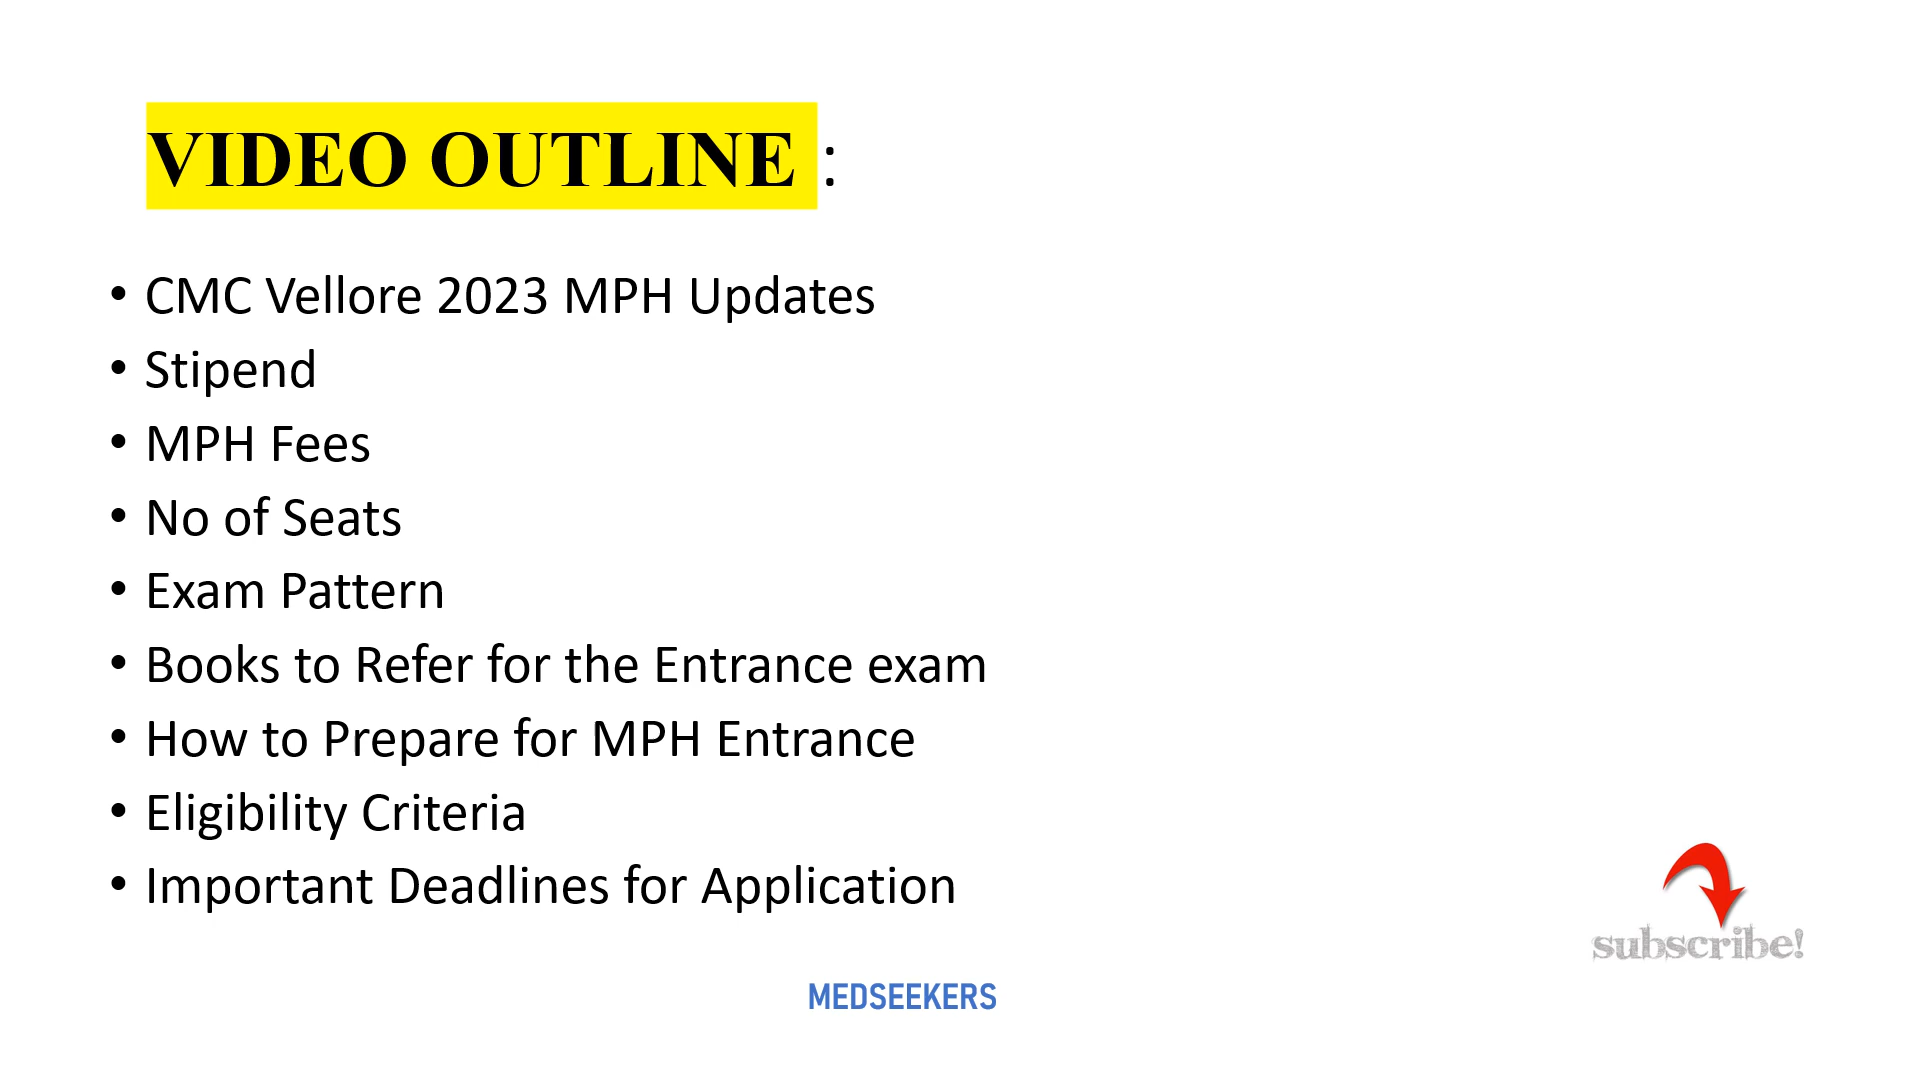 VIDEO OUTLINE :
• CMC Vellore 2023 MPH Updates
• Stipend
• MPH Fees
• No of Seats
• Exam Pattern
• Books to Refer for the Entrance exam
• How to Prepare for MPH Entrance
• Eligibility Criteria
• Important Deadlines for Application
subscribe!
MEDSEEKERS